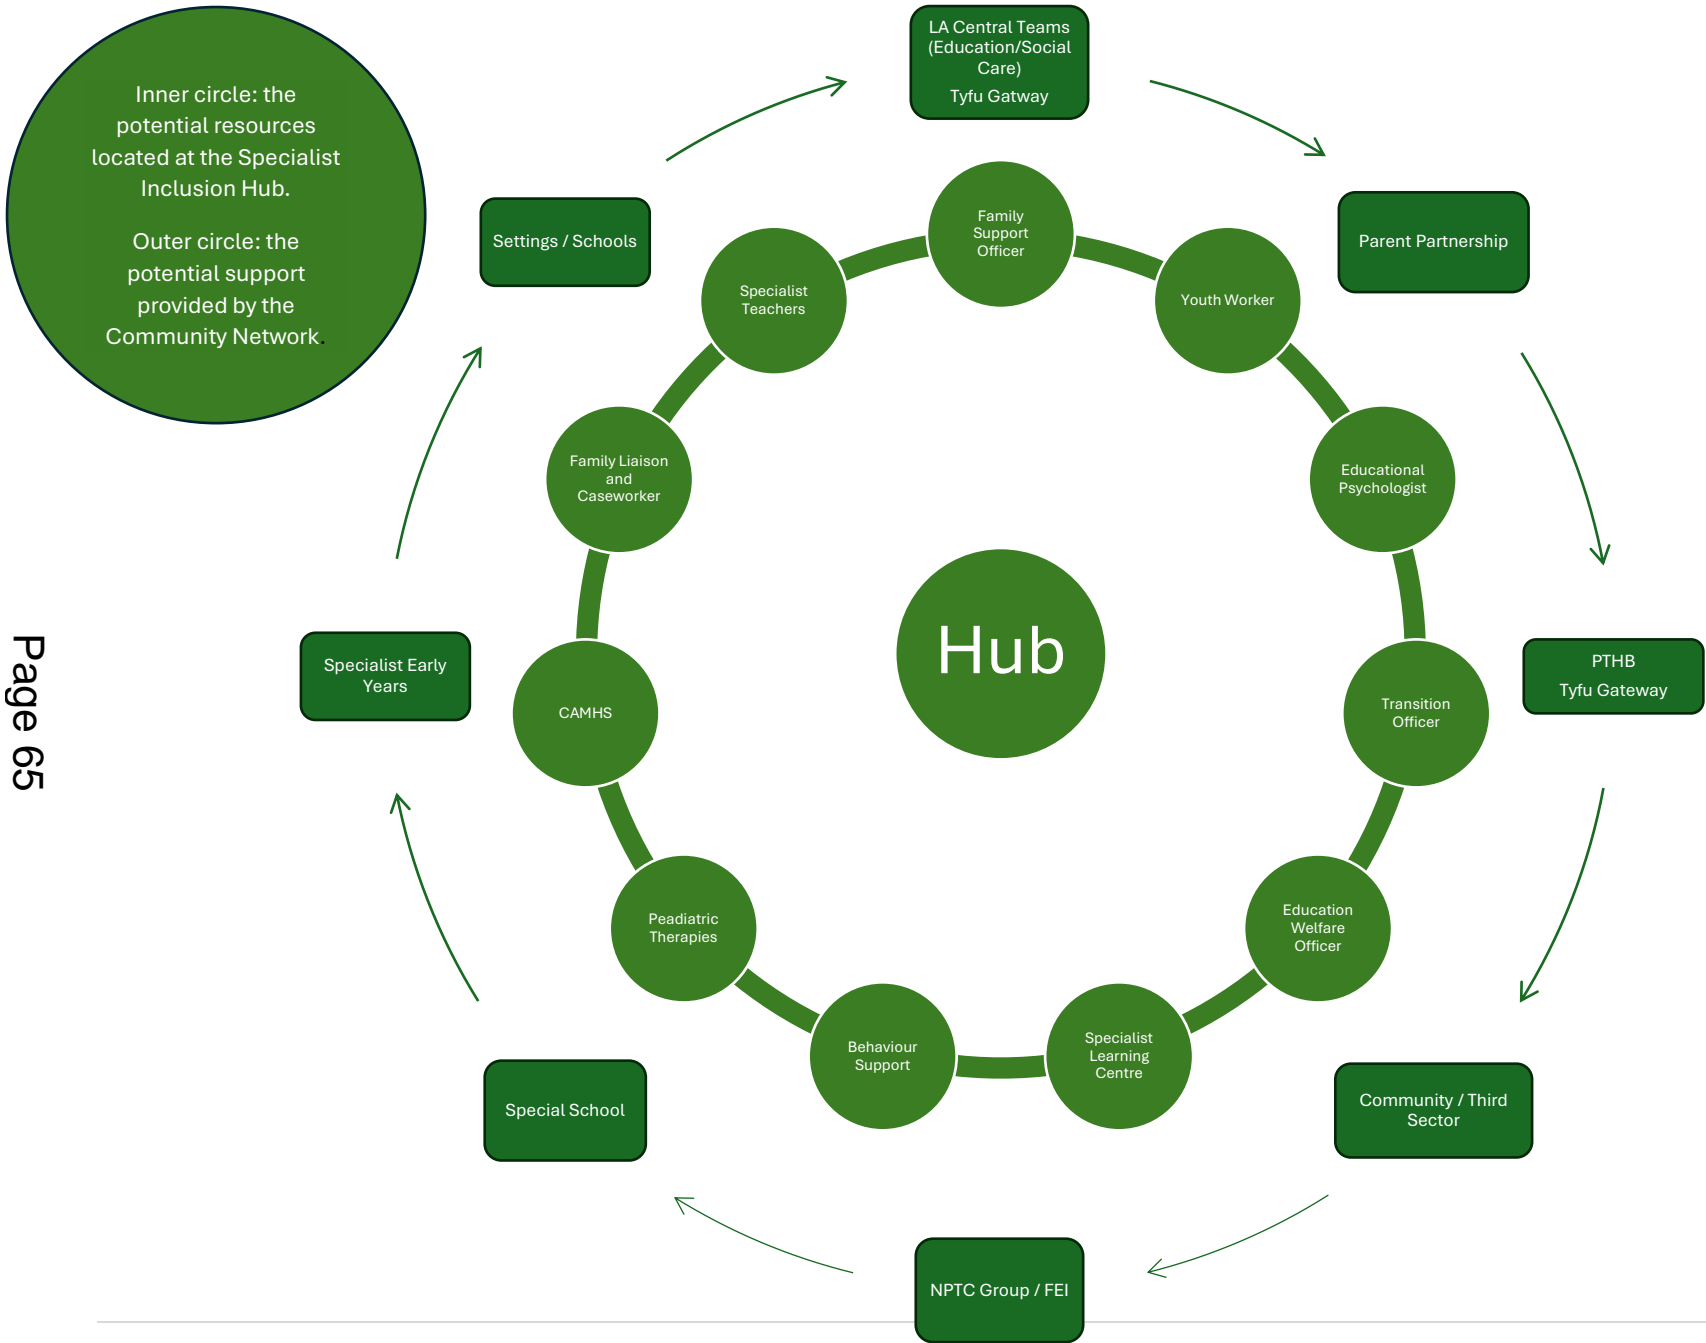 Inner circle: the
potential resources
located at the Specialist
Inclusion Hub.
Outer circle: the
potential support
provided by the
Community Network.
LA Central Teams
(Education/Social
Care)
Tyfu Gatway
Parent Partnership
PTHB
Tyfu Gateway
Community / Third
Sector
NPTC Group / FEI
Special School
Specialist Early
Years
Settings / Schools
Family
Support
Officer
Youth Worker
Educational
Psychologist
Transition
Officer
Education
Welfare
Officer
Specialist
Learning
Centre
Behaviour
Support
Peadiatric
Therapies
CAMHS
Family Liaison
and
Caseworker
Specialist
Teachers
Hub
Page 65